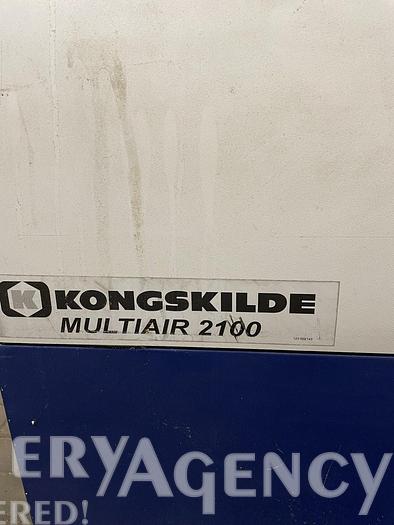 K KONGSKILDE
MULTIAIR 2100
ERYAGENCY
ERED!